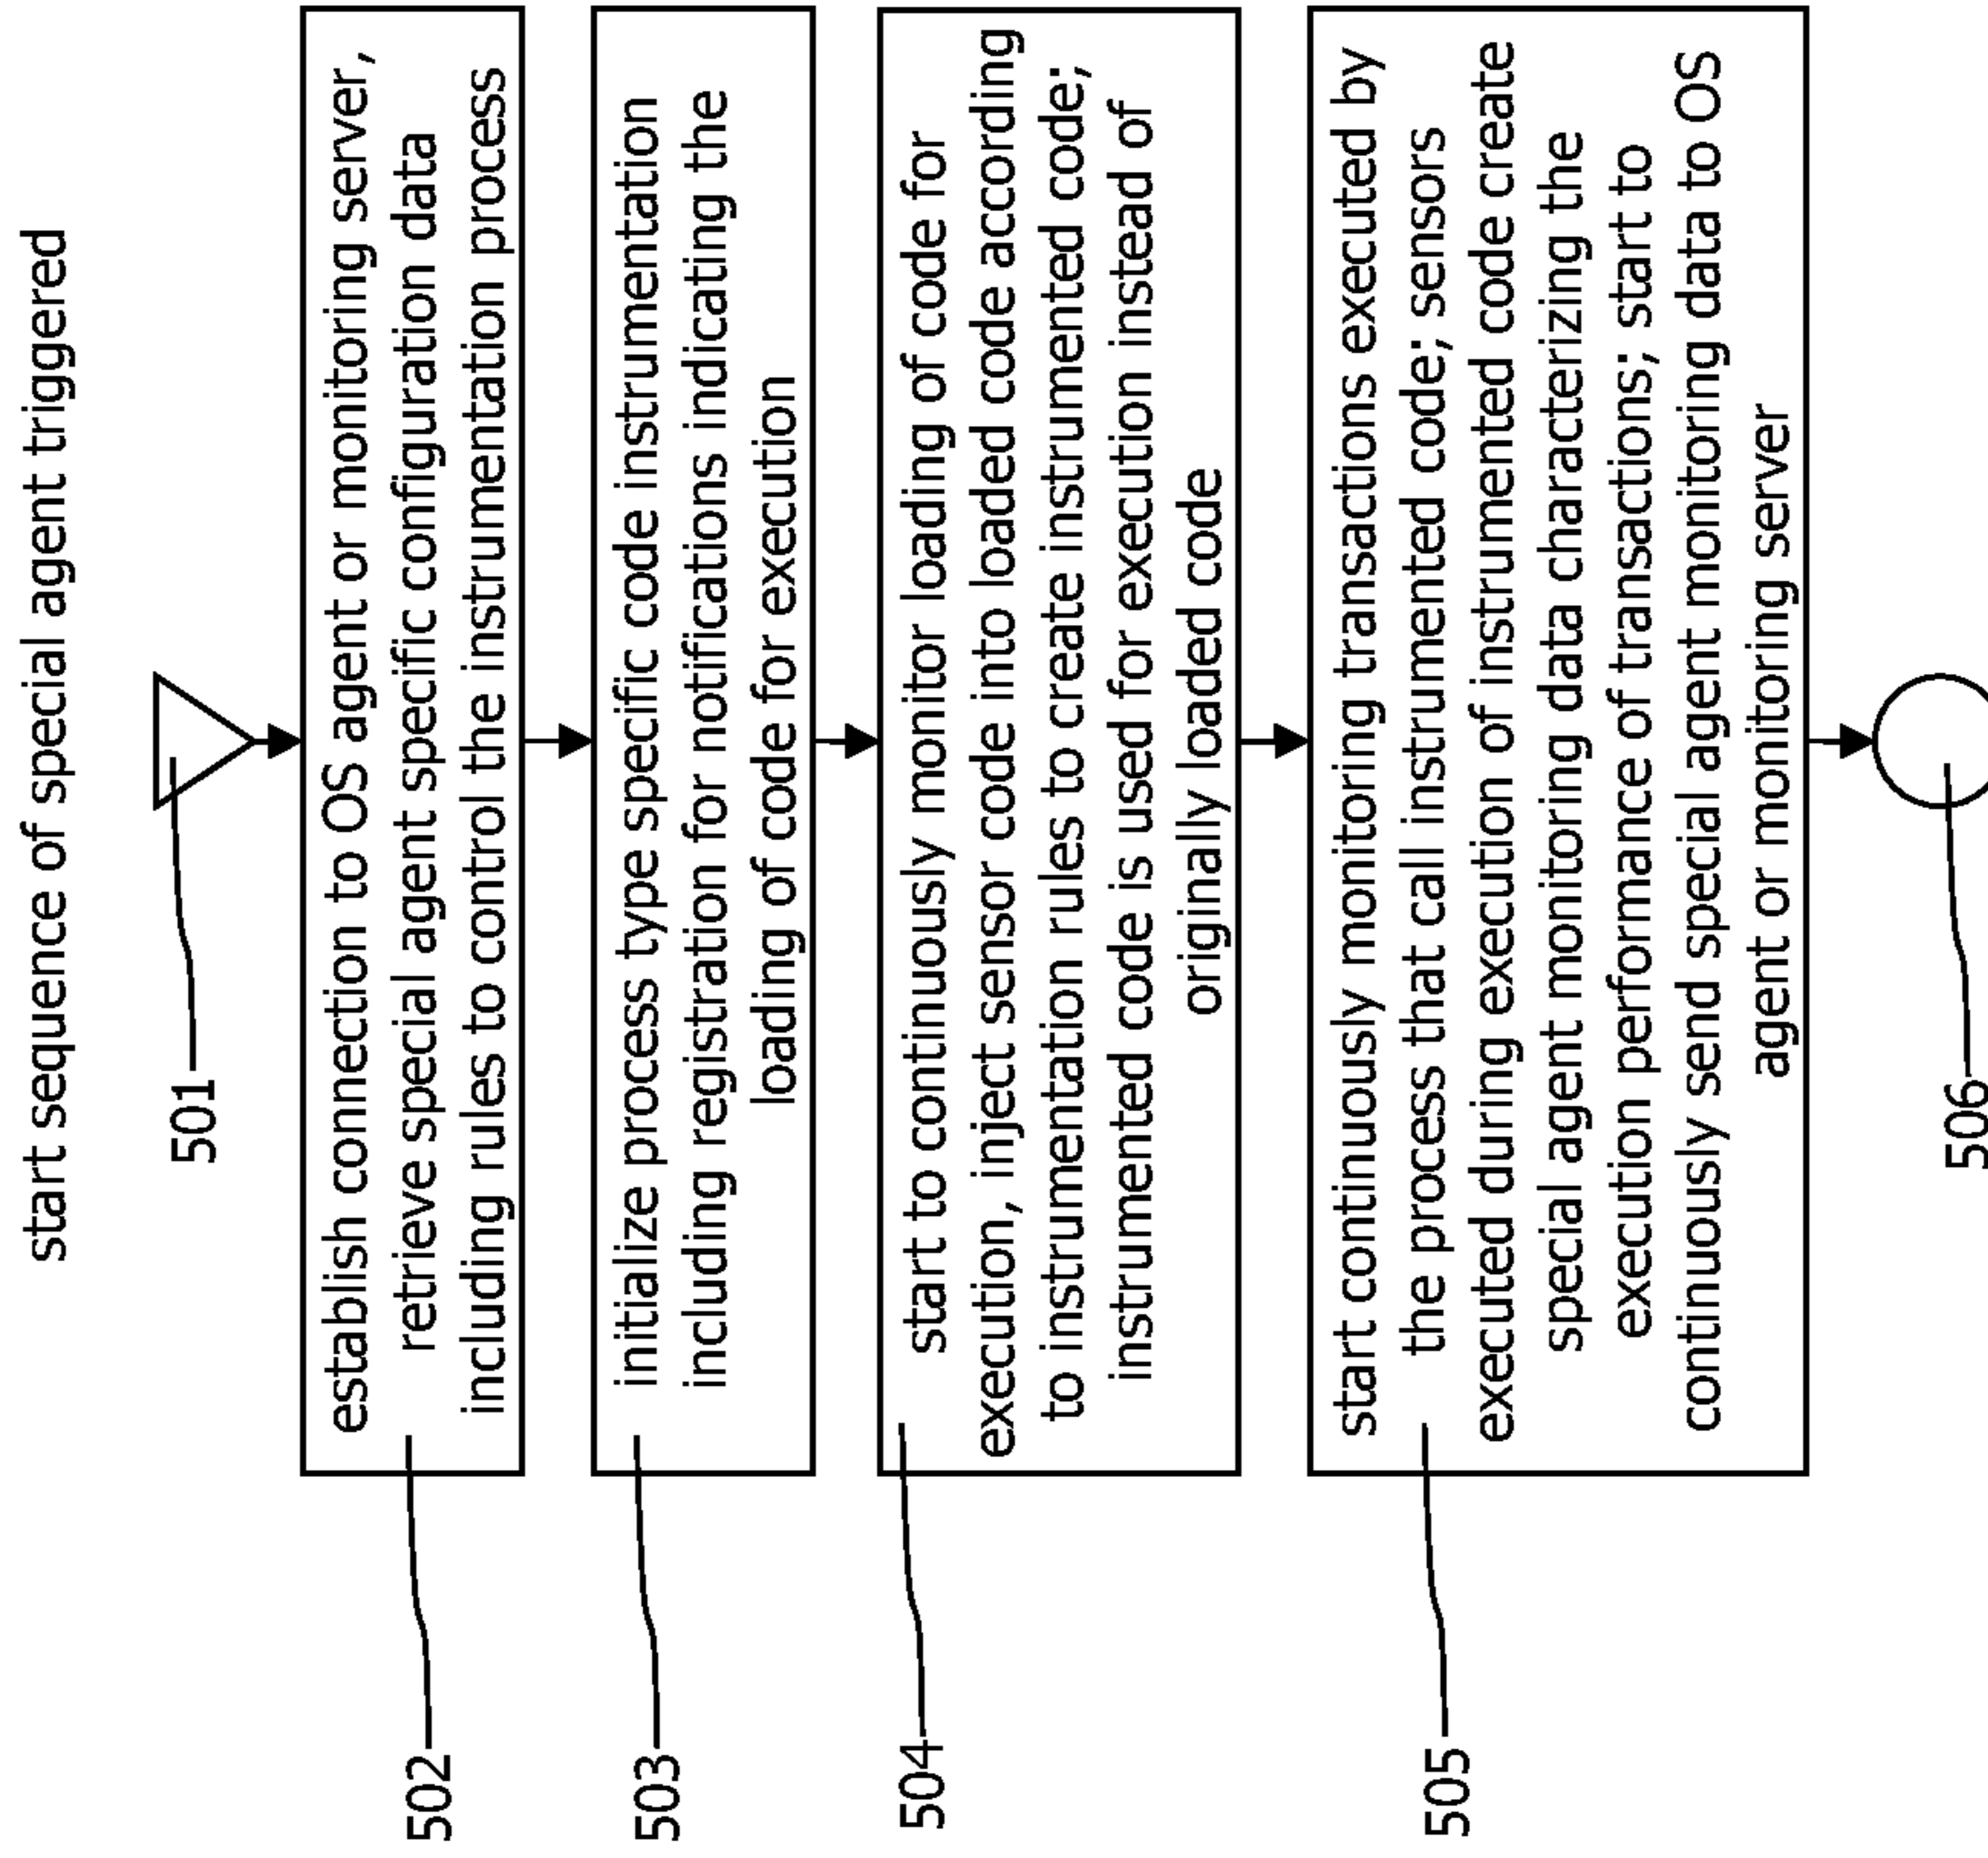 start sequence of special agent triggered
501
502
establish connection to OS agent or monitoring server,
retrieve special agent specific configuration data
including rules to control the instrumentation process
503
initialize process type specific code instrumentation
including registration for notifications indicating the
loading of code for execution
504
start to continuously monitor loading of code for
execution, inject sensor code into loaded code according
to instrumentation rules to create instrumented code;
instrumented code is used for execution instead of
originally loaded code
505
start continuously monitoring transactions executed by
the process that call instrumented code; sensors
executed during execution of instrumented code create
special agent monitoring data characterizing the
execution performance of transactions; start to
continuously send special agent monitoring data to OS
agent or monitoring server
506